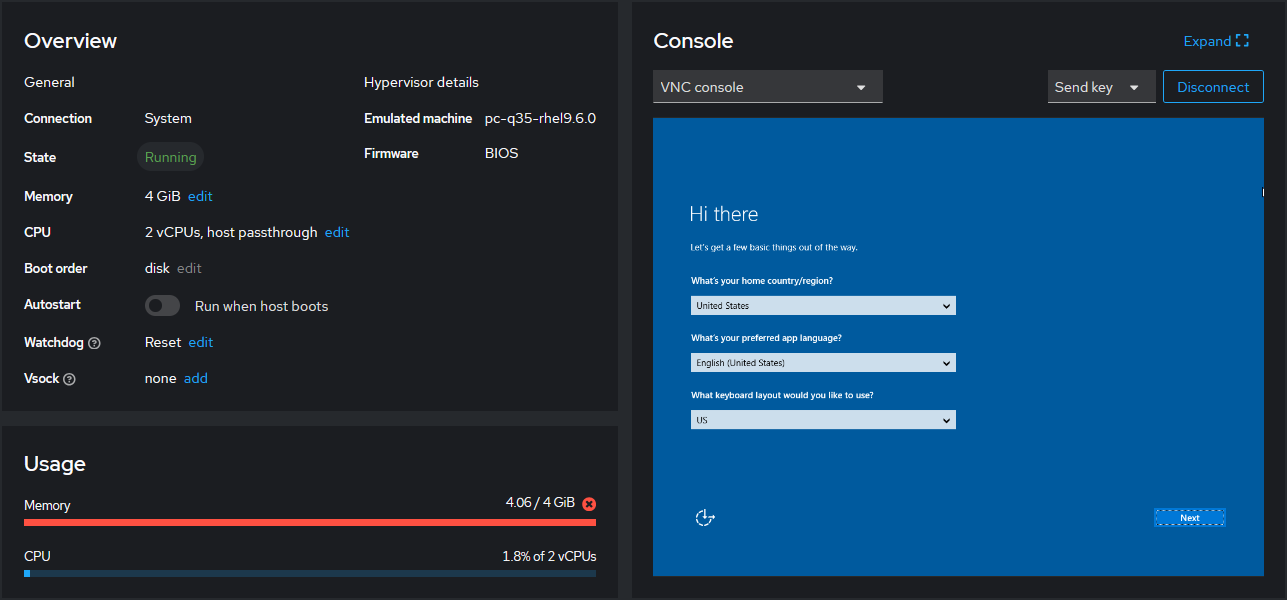 Overview
General
Hypervisor details
Connection System
Emulated machine pc-q35-rhel9.6.0
State Running
Firmware BIOS
Memory 4 GiB edit
CPU 2 vCPUs, host passthrough edit
Boot order disk edit
Autostart Run when host boots
Watchdog Reset edit
Vsock none add
Usage
Memory 4.06 / 4 GiB
CPU 1.8% of 2 vCPUs
Console
Expand
VNC console
Send key
Disconnect
Hi there
Let's get a few basic things out of the way.
What's your home country/region?
United States
What's your preferred app language?
English (United States)
What keyboard layout would you like to use?
US
Next